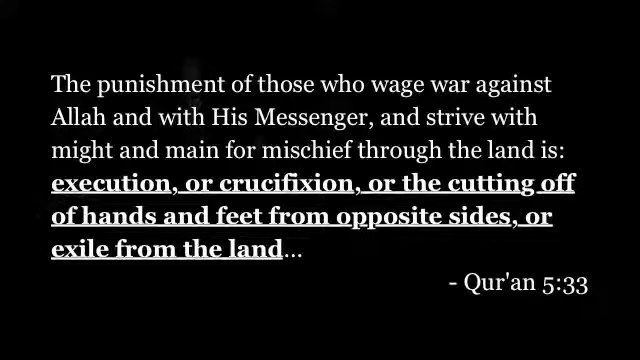 The punishment of those who wage war against
Allah and with His Messenger, and strive with
might and main for mischief through the land is:
execution, or crucifixion, or the cutting off
of hands and feet from opposite sides, or
exile from the land...
- Qur'an 5:33